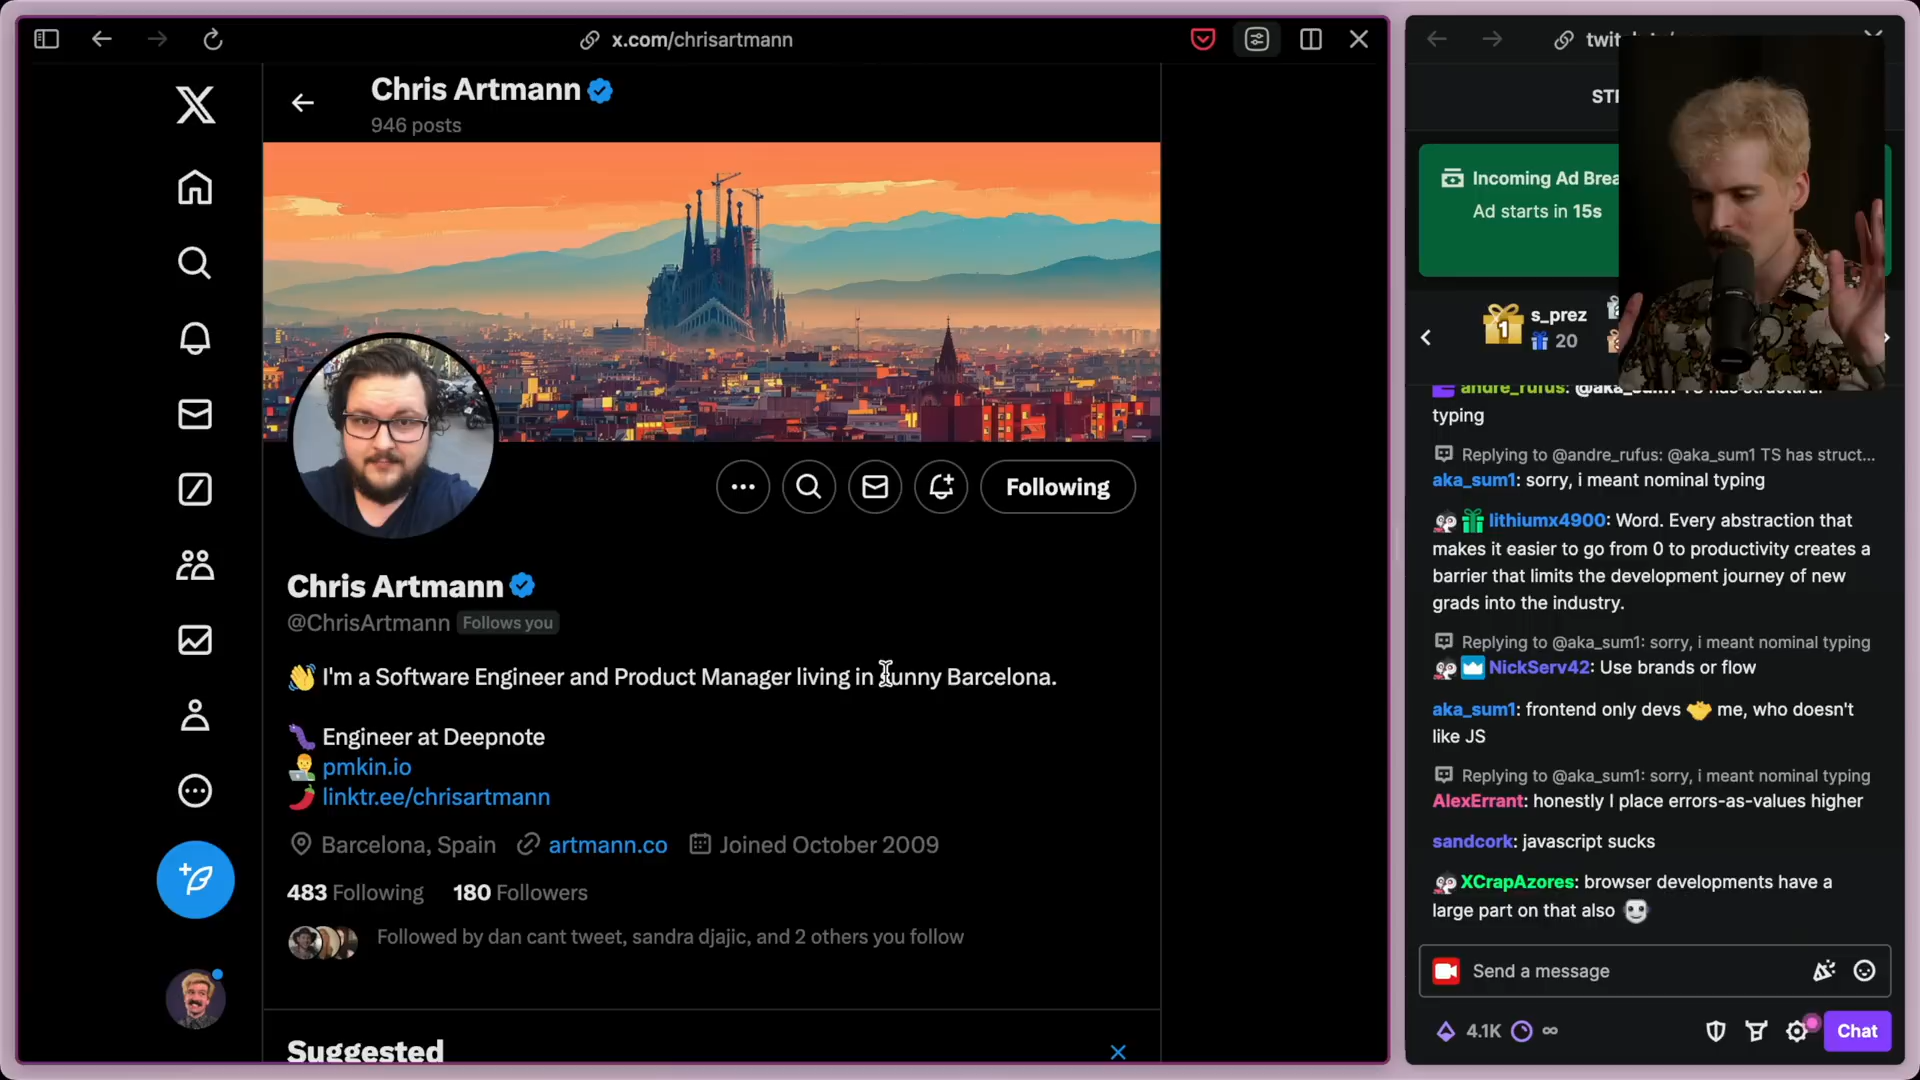 x.com/chrisartmann
Chris Artmann
946 posts
Following
Chris Artmann
@ChrisArtmann Follows you
👋 I'm a Software Engineer and Product Manager living in sunny Barcelona.
🐛 Engineer at Deepnote
👨‍💻 pmkin.io
🌶️ linktr.ee/chrisartmann
Barcelona, Spain artmann.co Joined October 2009
483 Following 180 Followers
Followed by dan cant tweet, sandra djajic, and 2 others you follow
Suggested
Incoming Ad
Ad starts in 15s
1
s_prez
20
andre_rufus: TS has structural
typing
Replying to @andre_rufus: @aka_sum1 TS has struct...
aka_sum1: sorry, i meant nominal typing
lithiumx4900: Word. Every abstraction that
makes it easier to go from 0 to productivity creates a
barrier that limits the development journey of new
grads into the industry.
Replying to @aka_sum1: sorry, i meant nominal typing
NickServ42: Use brands or flow
aka_sum1: frontend only devs 🤝 me, who doesn't
like JS
Replying to @aka_sum1: sorry, i meant nominal typing
AlexErrant: honestly I place errors-as-values higher
sandcork: javascript sucks
XCrapAzores: browser developments have a
large part on that also
Send a message
4.1K ∞
Chat